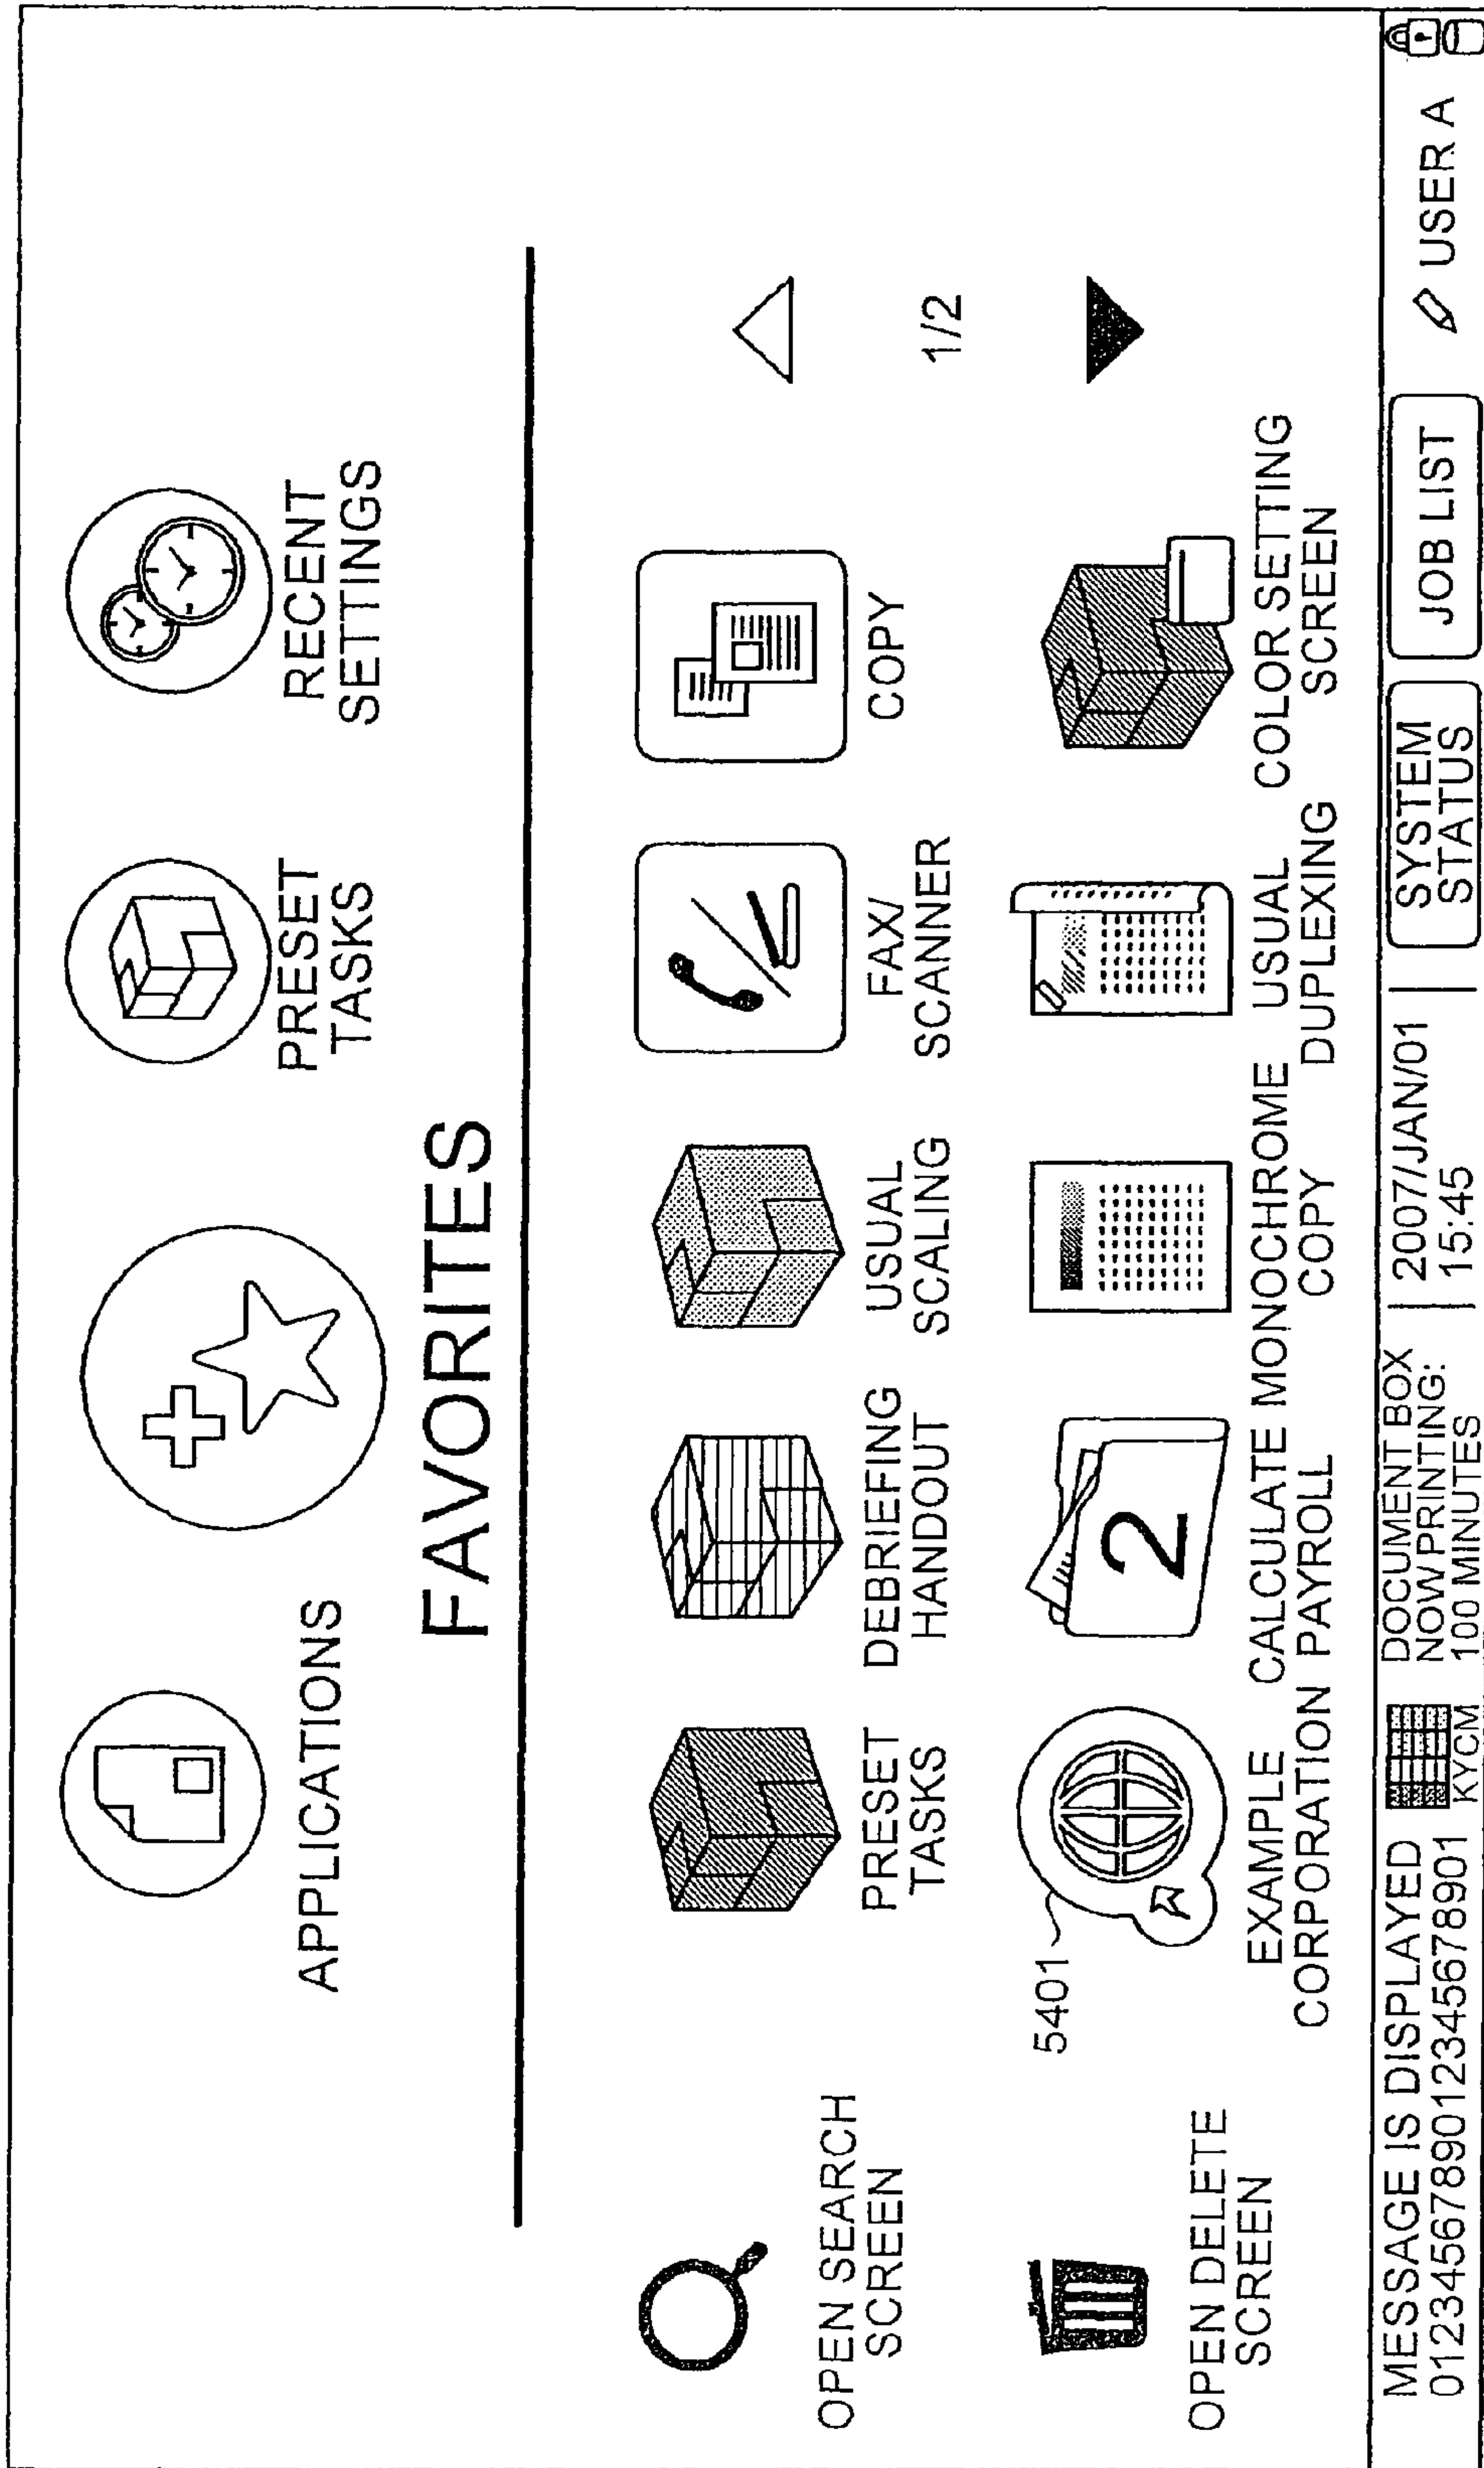 APPLICATIONS
FAVORITES
PRESET
TASKS
RECENT
SETTINGS
OPEN SEARCH
SCREEN
PRESET
TASKS
DEBRIEFING
HANDOUT
USUAL
SCALING
FAX/
SCANNER
COPY
1/2
OPEN DELETE
SCREEN
5401
EXAMPLE
CORPORATION
2
CALCULATE
PAYROLL
MONOCHROME
COPY
USUAL
DUPLEXING
COLOR SETTING
SCREEN
MESSAGE IS DISPLAYED
0123456789012345678901
KYCM
DOCUMENT BOX
NOW PRINTING:
100 MINUTES
2007/JAN/01
15:45
SYSTEM
STATUS
JOB LIST
USER A